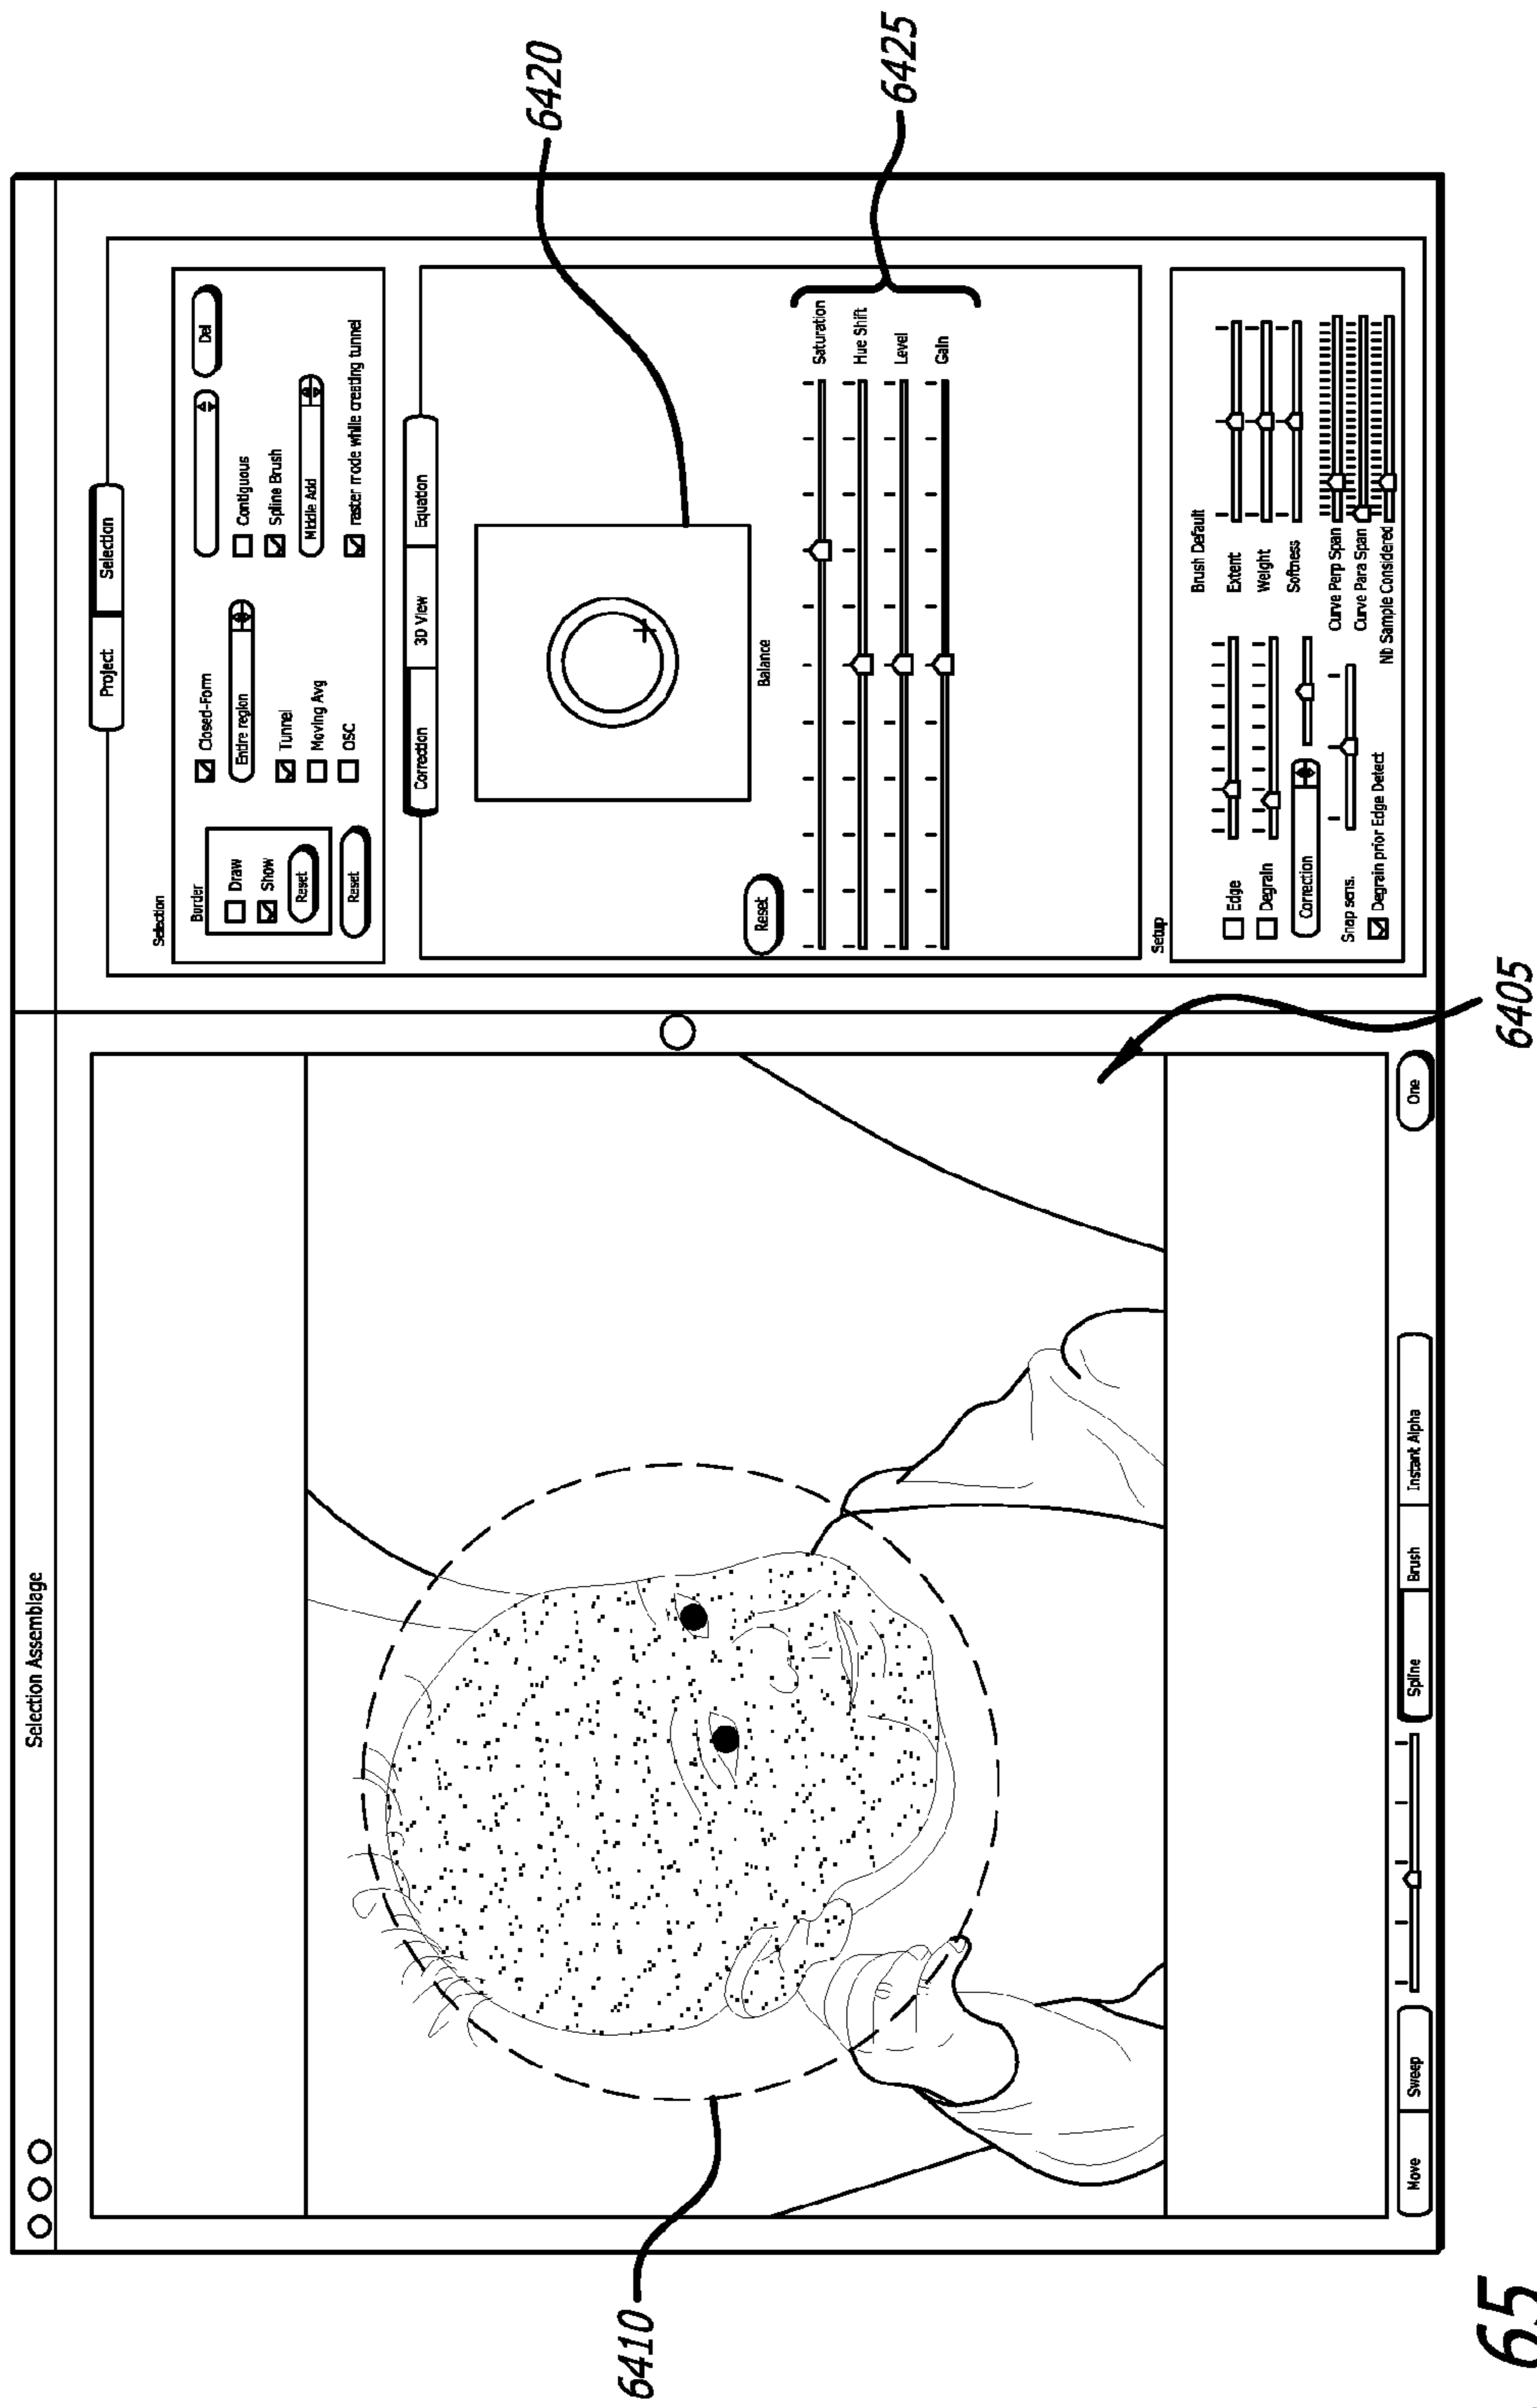 Selection Assemblage
Project
Selection
Selection
Border
Draw
Show
Reset
Reset
Closed-Form
Entire region
Tunnel
Moving Avg
OSC
Del
Contiguous
Spline Brush
Middle Add
raster mode while creating tunnel
Correction
3D View
Equation
6420
Balance
Reset
Saturation
Hue Shift
Level
Gain
6425
Setup
Edge
Degrain
Correction
Snap sens.
Degrain prior Edge Detect
Brush Default
Extent
Weight
Softness
Curve Perp Span
Curve Para Span
Nb Sample Considered
6410
6405
Move
Sweep
Spline
Brush
Instant Alpha
One
65